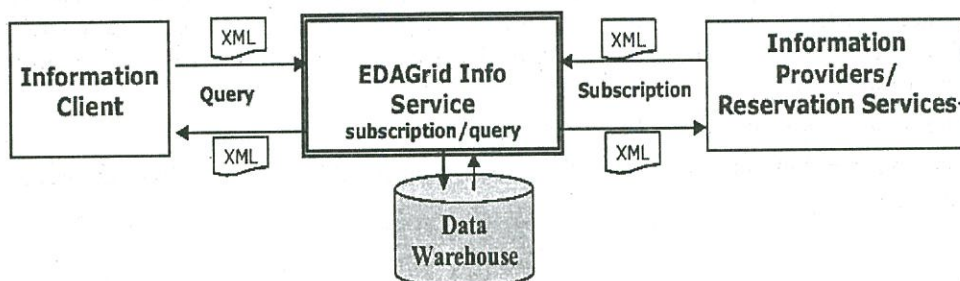 XML
Information
Client
Query
XML
EDAGrid Info
Service
subscription/query
XML
Subscription
XML
Information
Providers/
Reservation Services
Data
Warehouse